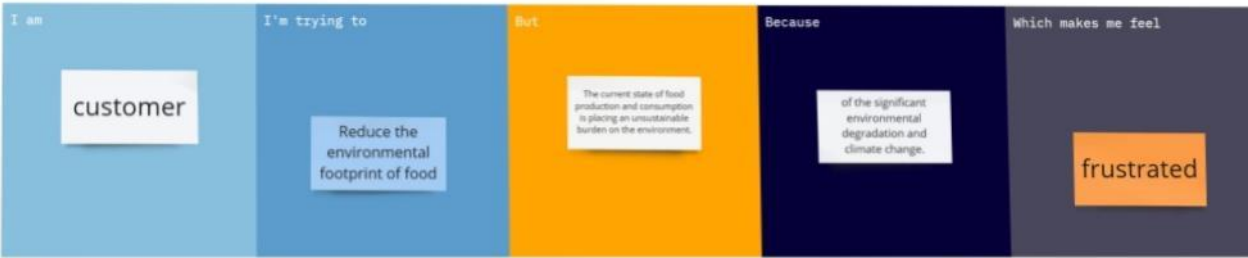 I am
customer
I'm trying to
Reduce the
environmental
footprint of food
But
The current state of food
production and consumption
is placing an unsustainable
burden on the environment.
Because
of the significant
environmental
degradation and
climate change.
Which makes me feel
frustrated